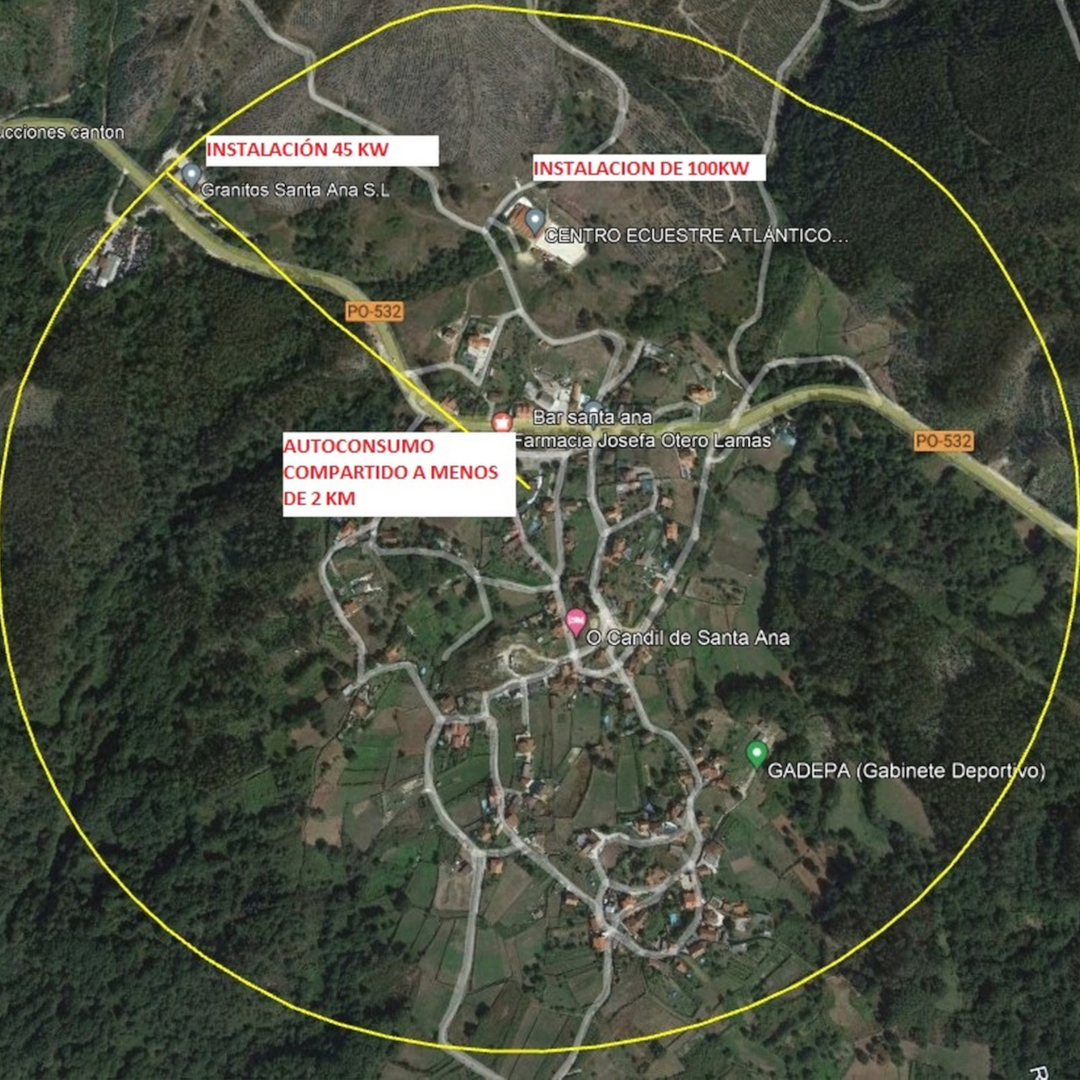 ucciones canton
INSTALACIÓN 45 KW
Granitos Santa Ana S.L
INSTALACION DE 100KW
CENTRO ECUESTRE ATLÁNTICO...
PO-532
Bar santa ana
Farmacia Josefa Otero Lamas
PO-532
AUTOCONSUMO
COMPARTIDO A MENOS
DE 2 KM
O Candil de Santa Ana
GADEPA (Gabinete Deportivo)
R